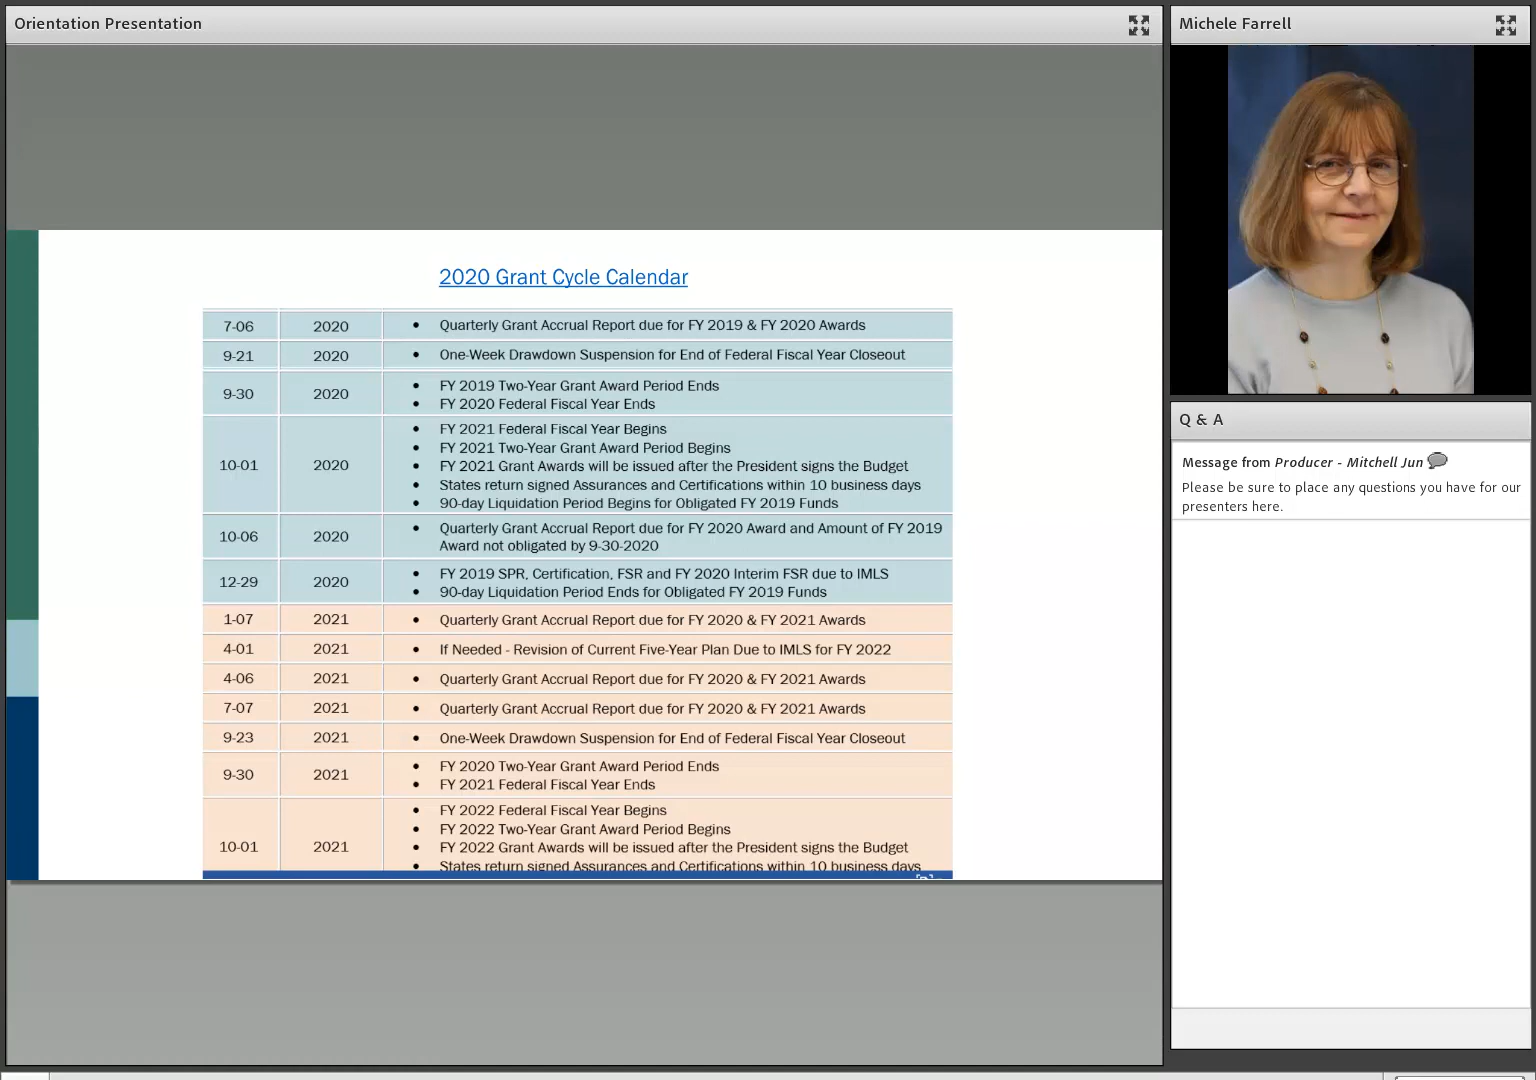 Orientation Presentation
Michele Farrell
2020 Grant Cycle Calendar
7-06 2020 • Quarterly Grant Accrual Report due for FY 2019 & FY 2020 Awards
9-21 2020 • One-Week Drawdown Suspension for End of Federal Fiscal Year Closeout
9-30 2020 • FY 2019 Two-Year Grant Award Period Ends
• FY 2020 Federal Fiscal Year Ends
10-01 2020 • FY 2021 Federal Fiscal Year Begins
• FY 2021 Two-Year Grant Award Period Begins
• FY 2021 Grant Awards will be issued after the President signs the Budget
• States return signed Assurances and Certifications within 10 business days
• 90-day Liquidation Period Begins for Obligated FY 2019 Funds
10-06 2020 • Quarterly Grant Accrual Report due for FY 2020 Award and Amount of FY 2019
Award not obligated by 9-30-2020
12-29 2020 • FY 2019 SPR, Certification, FSR and FY 2020 Interim FSR due to IMLS
• 90-day Liquidation Period Ends for Obligated FY 2019 Funds
1-07 2021 • Quarterly Grant Accrual Report due for FY 2020 & FY 2021 Awards
4-01 2021 • If Needed - Revision of Current Five-Year Plan Due to IMLS for FY 2022
4-06 2021 • Quarterly Grant Accrual Report due for FY 2020 & FY 2021 Awards
7-07 2021 • Quarterly Grant Accrual Report due for FY 2020 & FY 2021 Awards
9-23 2021 • One-Week Drawdown Suspension for End of Federal Fiscal Year Closeout
9-30 2021 • FY 2020 Two-Year Grant Award Period Ends
• FY 2021 Federal Fiscal Year Ends
10-01 2021 • FY 2022 Federal Fiscal Year Begins
• FY 2022 Two-Year Grant Award Period Begins
• FY 2022 Grant Awards will be issued after the President signs the Budget
• States return signed Assurances and Certifications within 10 business days
Q & A
Message from Producer - Mitchell Jun
Please be sure to place any questions you have for our
presenters here.